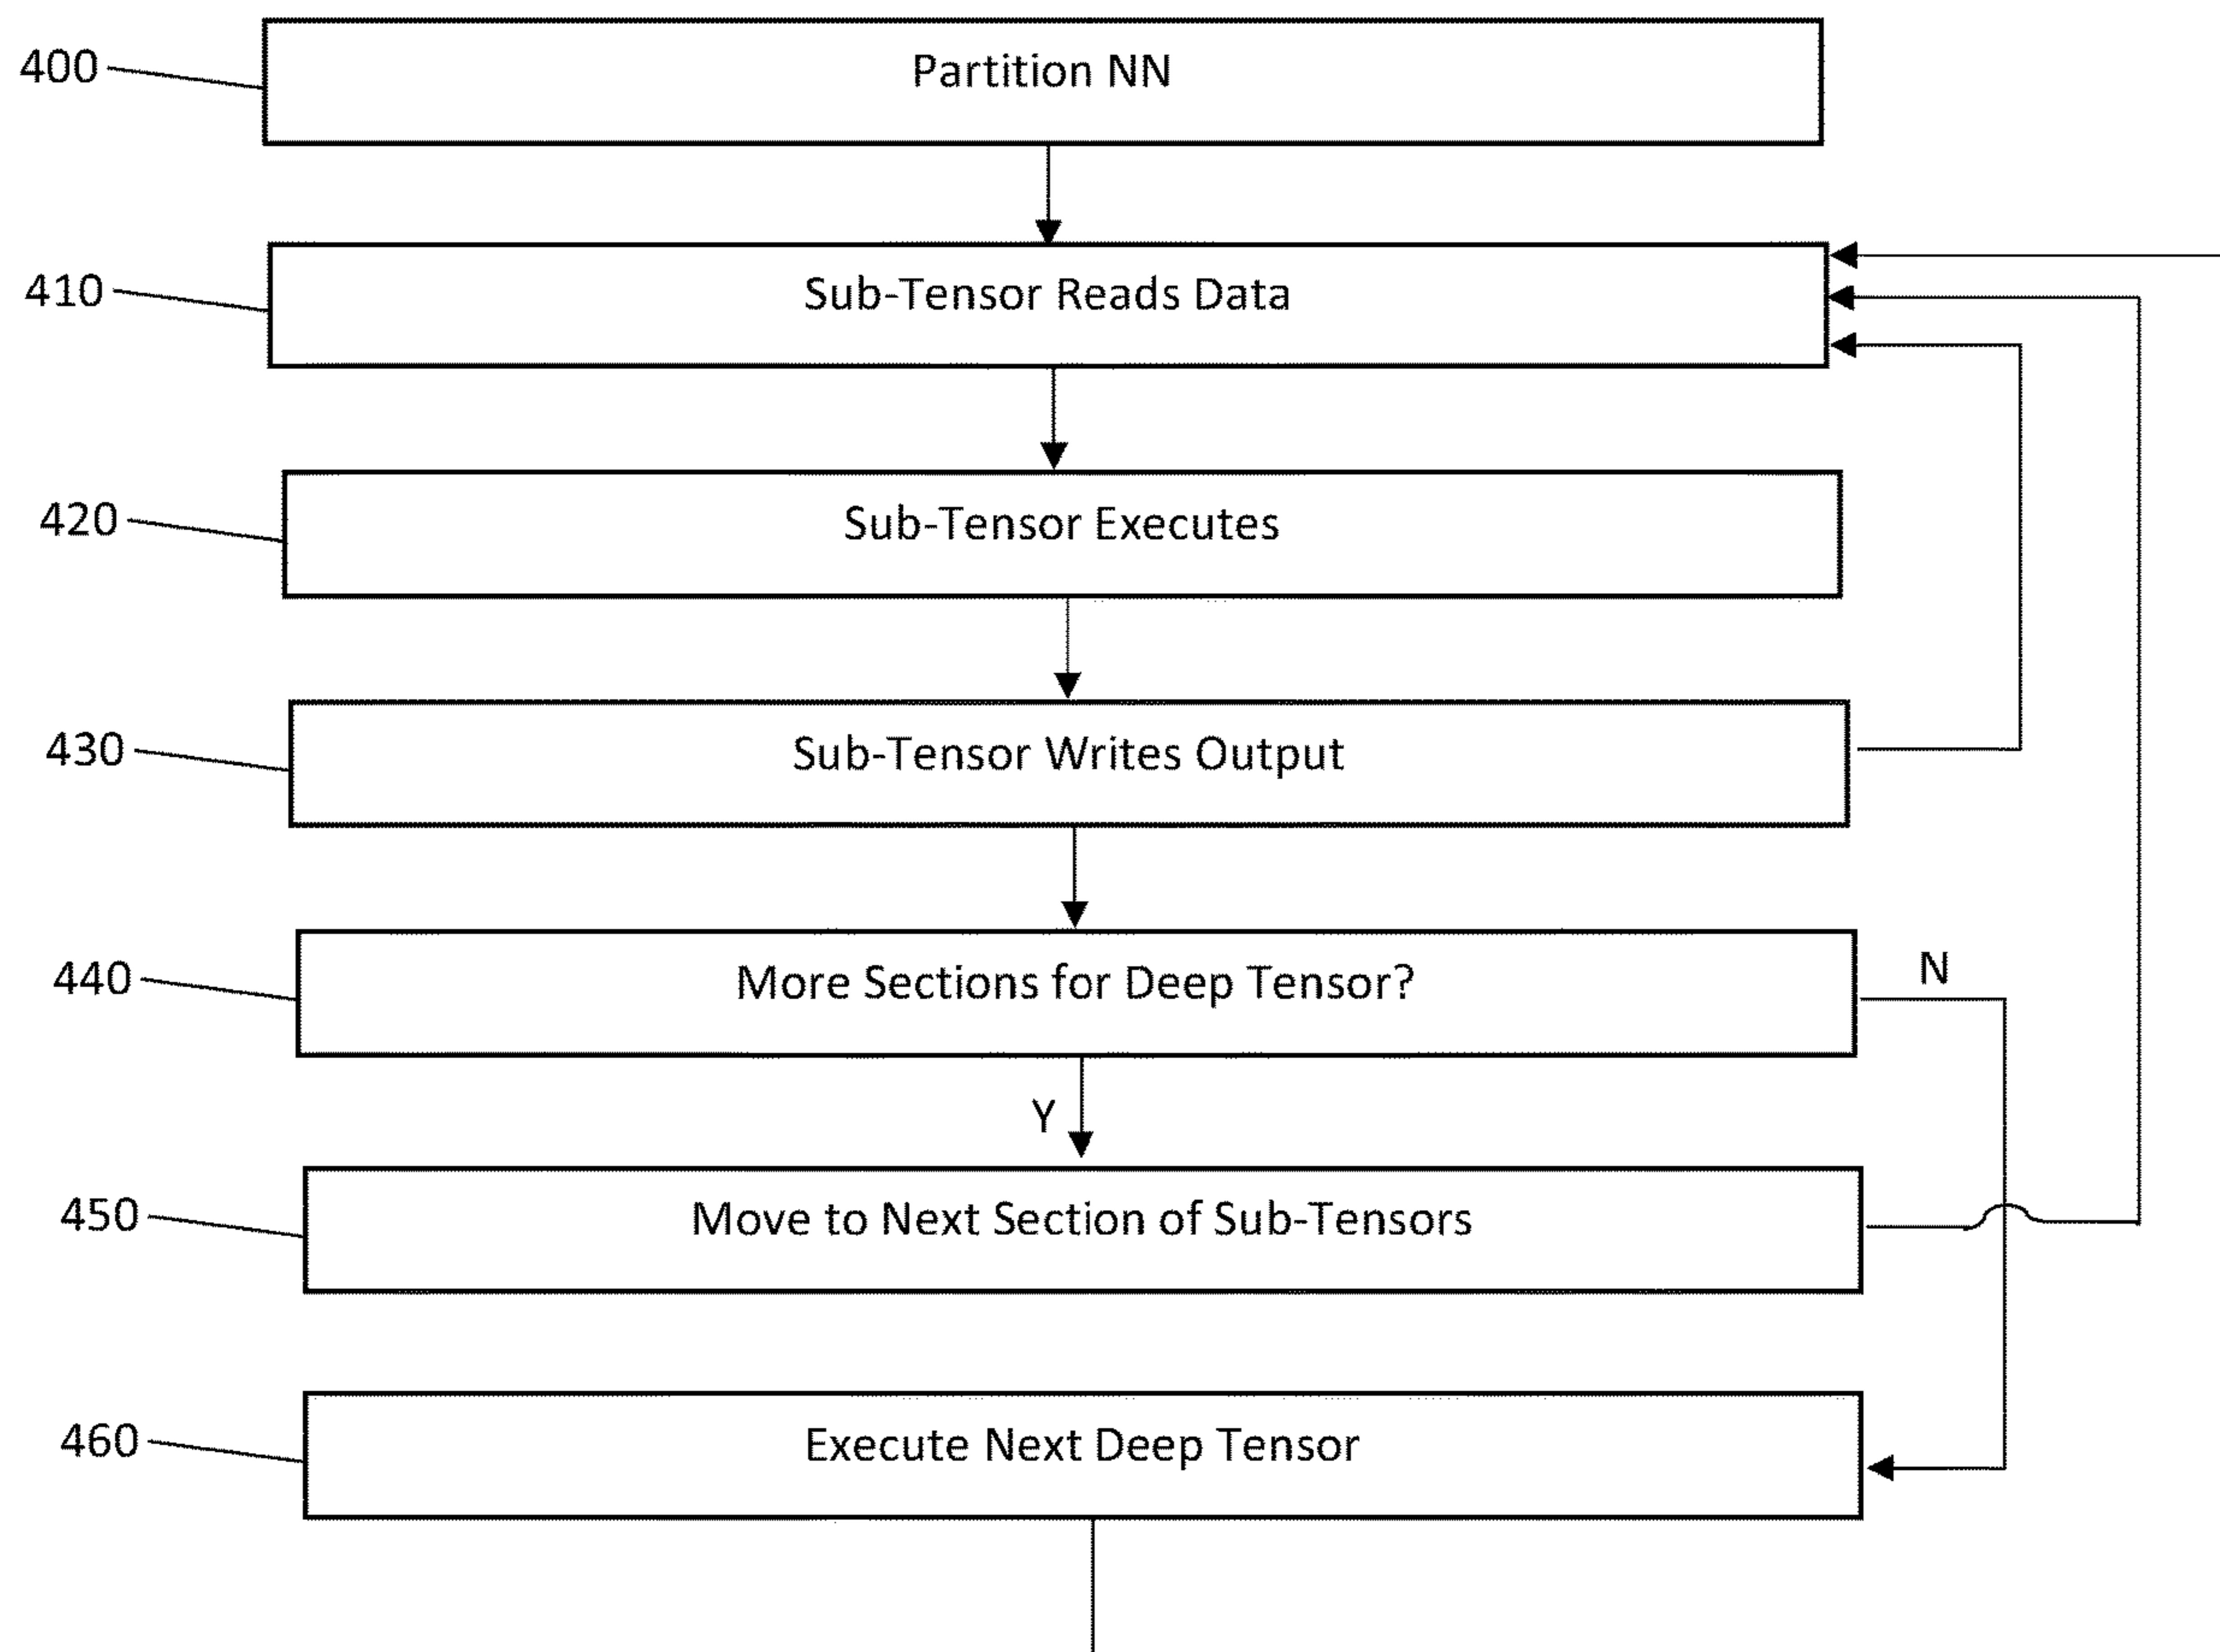 400 Partition NN
410 Sub-Tensor Reads Data
420 Sub-Tensor Executes
430 Sub-Tensor Writes Output
440 More Sections for Deep Tensor? N
Y
450 Move to Next Section of Sub-Tensors
460 Execute Next Deep Tensor